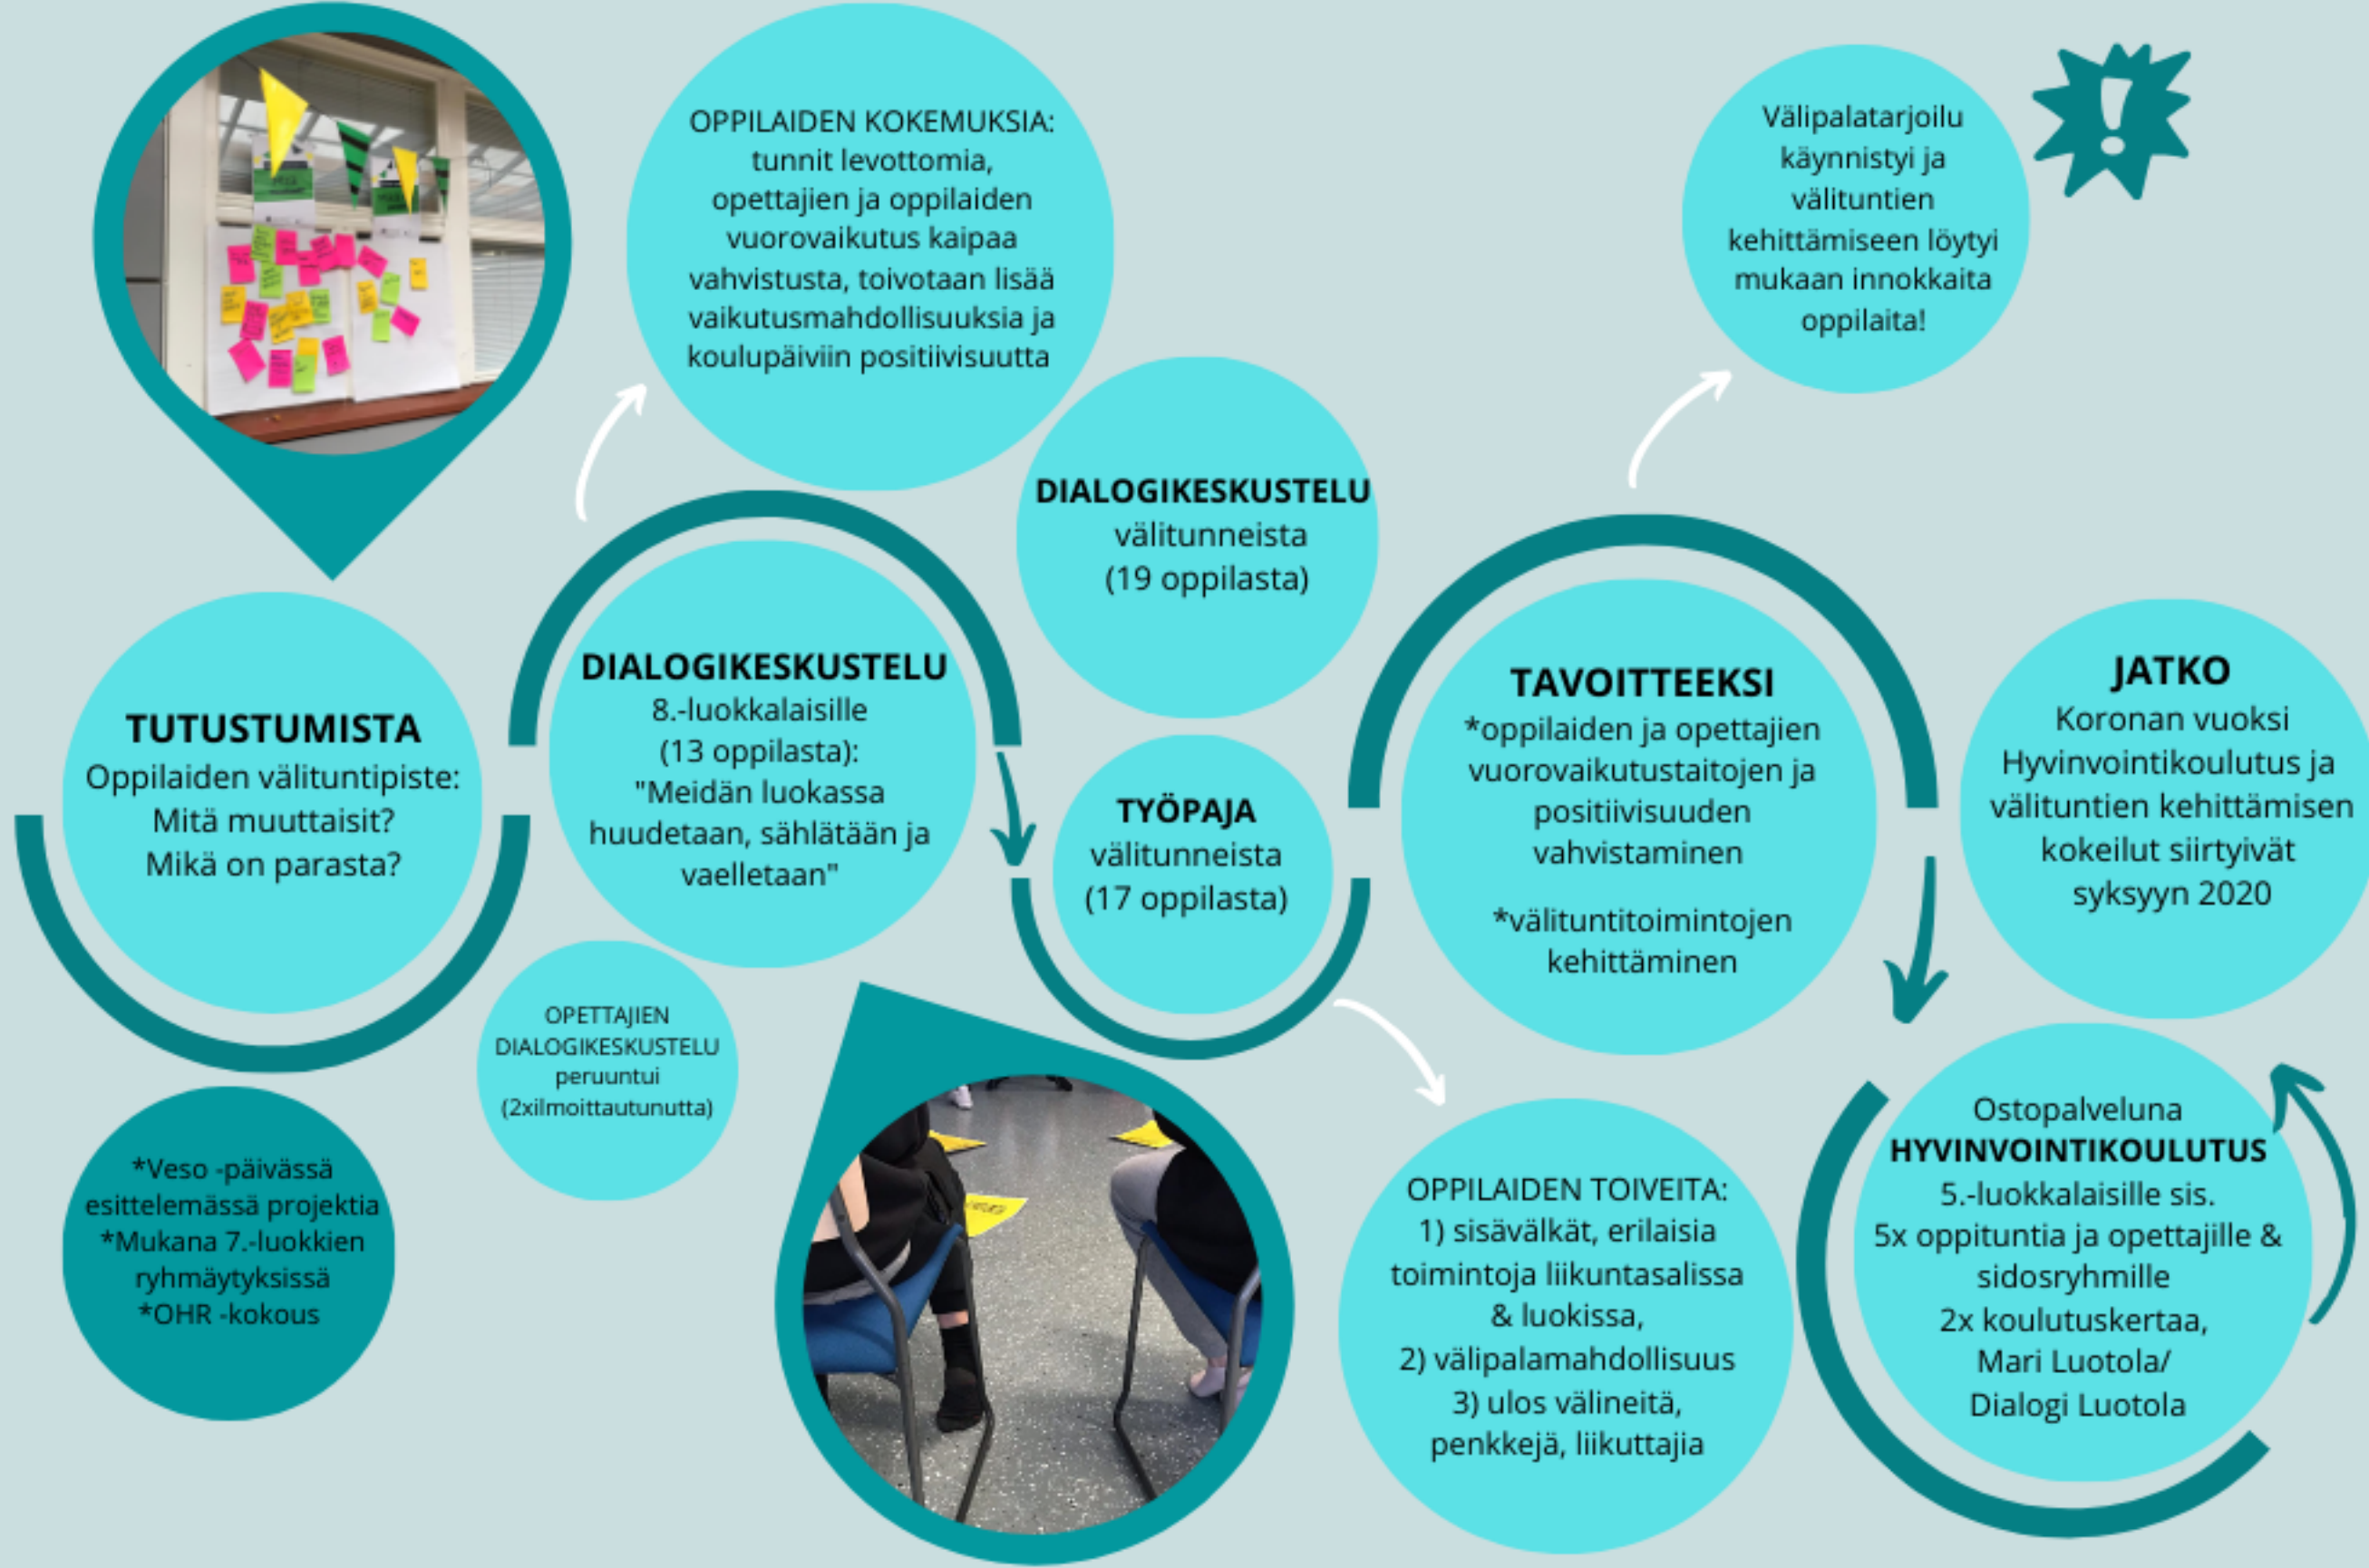 OPPILAIDEN KOKEMUKSIA:
tunnit levottomia,
opettajien ja oppilaiden
vuorovaikutus kaipaa
vahvistusta, toivotaan lisää
vaikutusmahdollisuuksia ja
koulupäiviin positiivisuutta
Välipalatarjoilu
käynnistyi ja
välituntien
kehittämiseen löytyi
mukaan innokkaita
oppilaita!
!
DIALOGIKESKUSTELU
välitunneista
(19 oppilasta)
TUTUSTUMISTA
Oppilaiden välituntipiste:
Mitä muuttaisit?
Mikä on parasta?
DIALOGIKESKUSTELU
8.-luokkalaisille
(13 oppilasta):
"Meidän luokassa
huudetaan, sählätään ja
vaelletaan"
TYÖPAJA
välitunneista
(17 oppilasta)
TAVOITTEEKSI
*oppilaiden ja opettajien
vuorovaikutustaitojen ja
positiivisuuden
vahvistaminen
*välituntitoimintojen
kehittäminen
JATKO
Koronan vuoksi
Hyvinvointikoulutus ja
välituntien kehittämisen
kokeilut siirtyivät
syksyyn 2020
OPETTAJIEN
DIALOGIKESKUSTELU
peruuntui
(2xilmoittautunutta)
*Veso -päivässä
esittelemässä projektia
*Mukana 7.-luokkien
ryhmäytyksissä
*OHR -kokous
OPPILAIDEN TOIVEITA:
1) sisävälkät, erilaisia
toimintoja liikuntasalissa
& luokissa,
2) välipalamahdollisuus
3) ulos välineitä,
penkkejä, liikuttajia
Ostopalveluna
HYVINVOINTIKOULUTUS
5.-luokkalaisille sis.
5x oppituntia ja opettajille &
sidosryhmille
2x koulutuskertaa,
Mari Luotola/
Dialogi Luotola